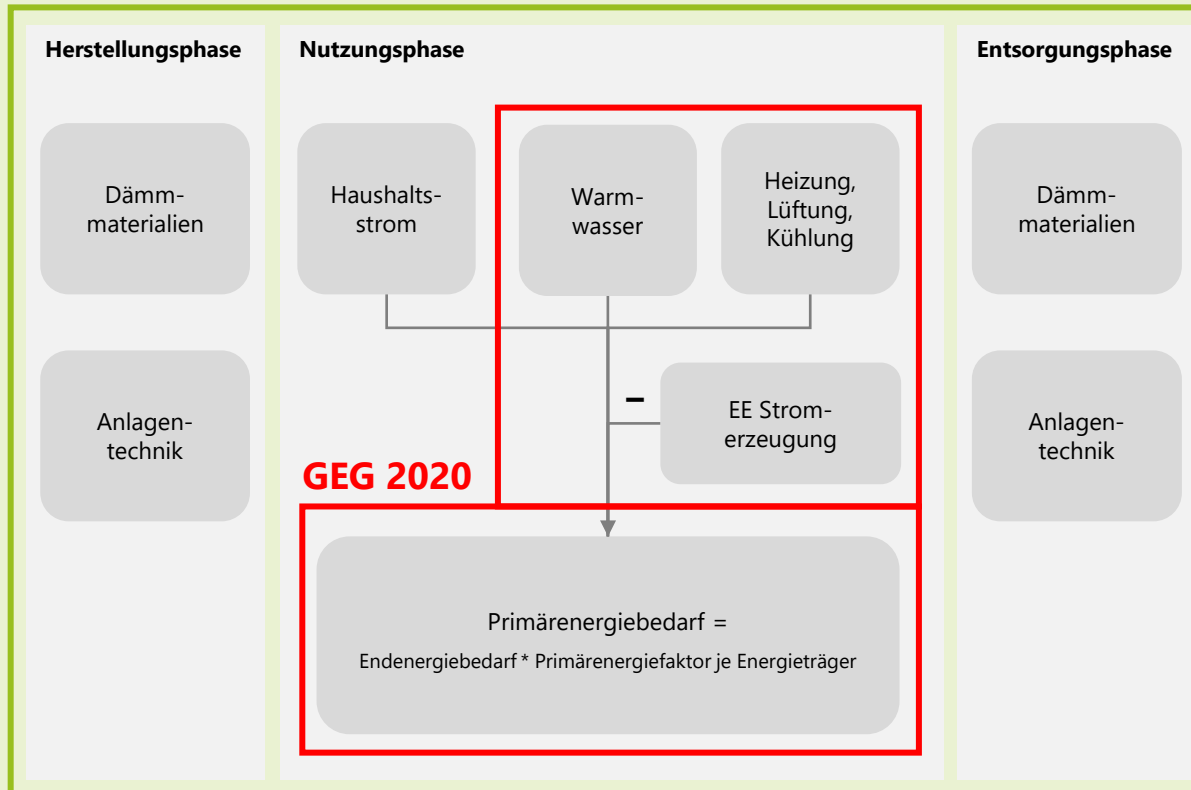 Herstellungsphase
Dämm-
materialien
Anlagen-
technik
Nutzungsphase
Haushalts-
strom
Warm-
wasser
Heizung,
Lüftung,
Kühlung
–
EE Strom-
erzeugung
GEG 2020
Primärenergiebedarf =
Endenergiebedarf * Primärenergiefaktor je Energieträger
Entsorgungsphase
Dämm-
materialien
Anlagen-
technik